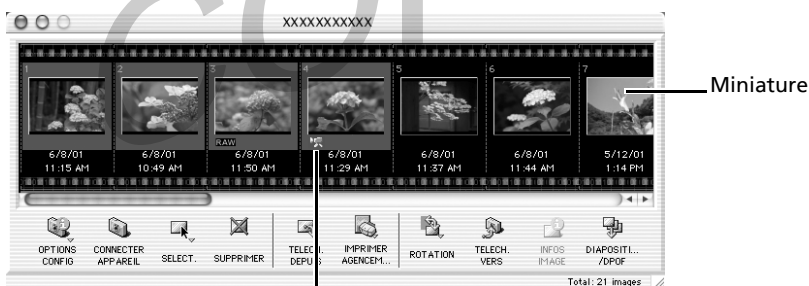 XXXXXXXXXXX
1 2 3 4 5 6 7
RAW
6/8/01 6/8/01 6/8/01 6/8/01 6/8/01 6/8/01 5/12/01
11:15 AM 10:49 AM 11:50 AM 11:29 AM 11:37 AM 11:44 AM 1:14 PM
Miniature
OPTIONS CONFIG
CONNECTER APPAREIL
SELECT.
SUPPRIMER
TELECH. DEPUIS
IMPRIMER AGENCEM...
ROTATION
TELECH. VERS
INFOS IMAGE
DIAPOSITI... /DPOF
Total: 21 images